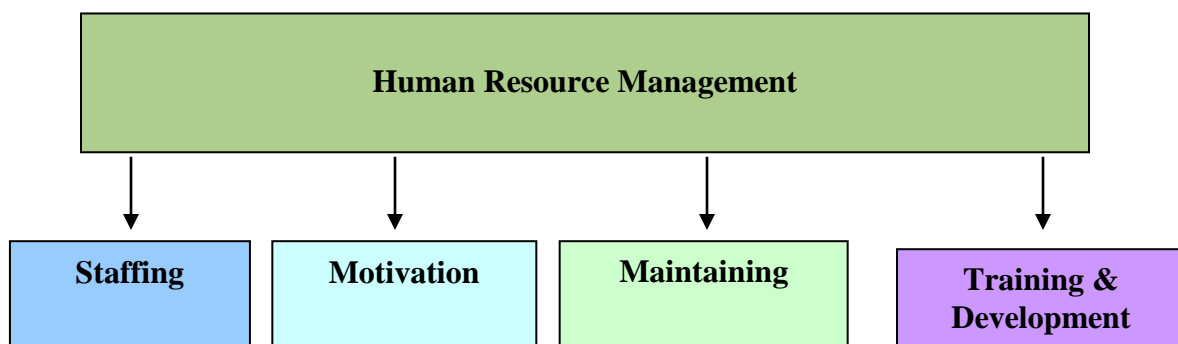 Human Resource Management
Staffing
Motivation
Maintaining
Training &
Development